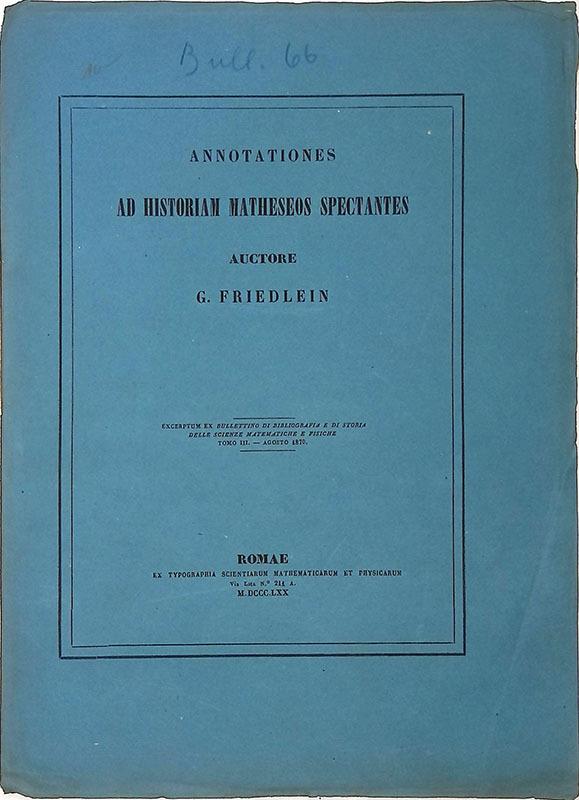 Bull. 66
ANNOTATIONES
AD HISTORIAM MATHESEOS SPECTANTES
AUCTORE
G. FRIEDLEIN
EXCERPTUM EX BULLETTINO DI BIBLIOGRAFIA E DI STORIA
DELLE SCIENZE MATEMATICHE E FISICHE
TOMO III. — AGOSTO 1870.
ROMAE
EX TYPOGRAPHIA SCIENTIARUM MATHEMATICARUM ET PHYSICARUM
Via Lata N.º 211 A.
M.DCCC.LXX